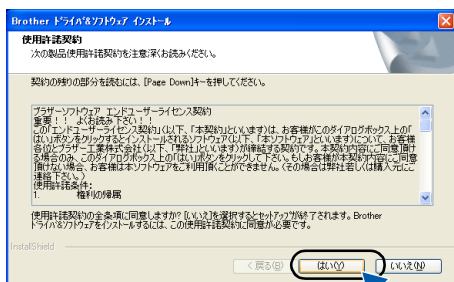 Brother ﾄﾞﾗｲﾊﾞ&ｿﾌﾄｳｪｱ ｲﾝｽﾄｰﾙ
使用許諾契約
次の製品使用許諾契約を注意深くお読みください。
契約の残りの部分を読むには、[Page Down]キーを押してください。
ブラザーソフトウェア エンドユーザーライセンス契約
重要！！ よくお読み下さい！！
この「エンドユーザーライセンス契約」(以下、「本契約」といいます)は、お客様がこのダイアログボックス上の「
はい」ボタンをクリックするとインストールされるソフトウェア(以下、「本ソフトウェア」といいます)について、お客様
各位とブラザー工業株式会社(以下、「弊社」といいます)が締結する契約です。本契約内容にご同意頂け
る場合のみ、このダイアログボックス上の「はい」ボタンをクリックして下さい。もしお客様が本契約内容にご同意
頂けない場合、お客様は本ソフトウェアをご利用頂くことができません。(その場合は弊社若しくは購入元にご
連絡下さい。)
使用許諾条件:
1. 権利の帰属
使用許諾契約の全条項に同意しますか? [いいえ]を選択するとセットアップが終了されます。Brother
ﾄﾞﾗｲﾊﾞ&ｿﾌﾄｳｪｱをインストールするには、この使用許諾契約に同意が必要です。
InstallShield
< 戻る(B) はい(Y) いいえ(N)